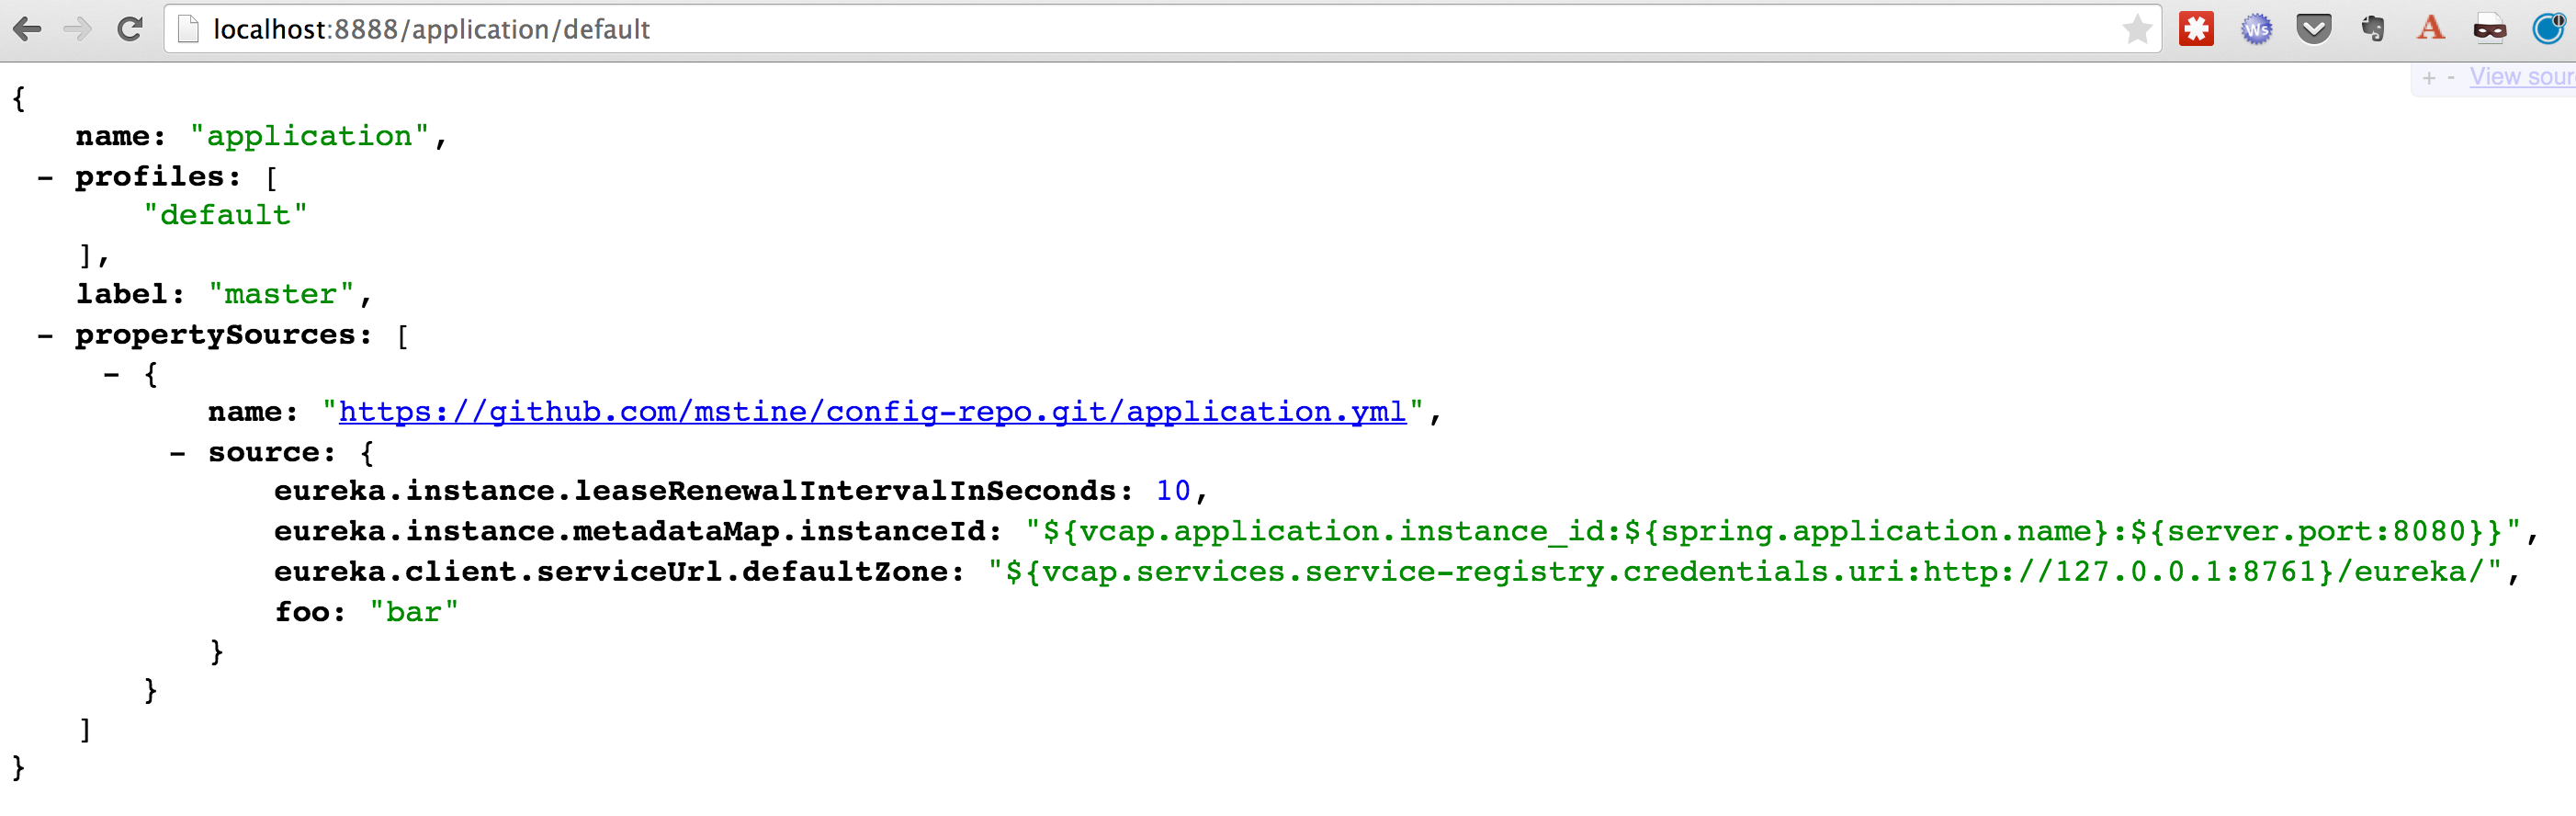 localhost:8888/application/default
+ - View sour
{
name: "application",
- profiles: [
"default"
],
label: "master",
- propertySources: [
- {
name: "https://github.com/mstine/config-repo.git/application.yml",
- source: {
eureka.instance.leaseRenewalIntervalInSeconds: 10,
eureka.instance.metadataMap.instanceId: "${vcap.application.instance_id:${spring.application.name}:${server.port:8080}}",
eureka.client.serviceUrl.defaultZone: "${vcap.services.service-registry.credentials.uri:http://127.0.0.1:8761}/eureka/",
foo: "bar"
}
}
]
}